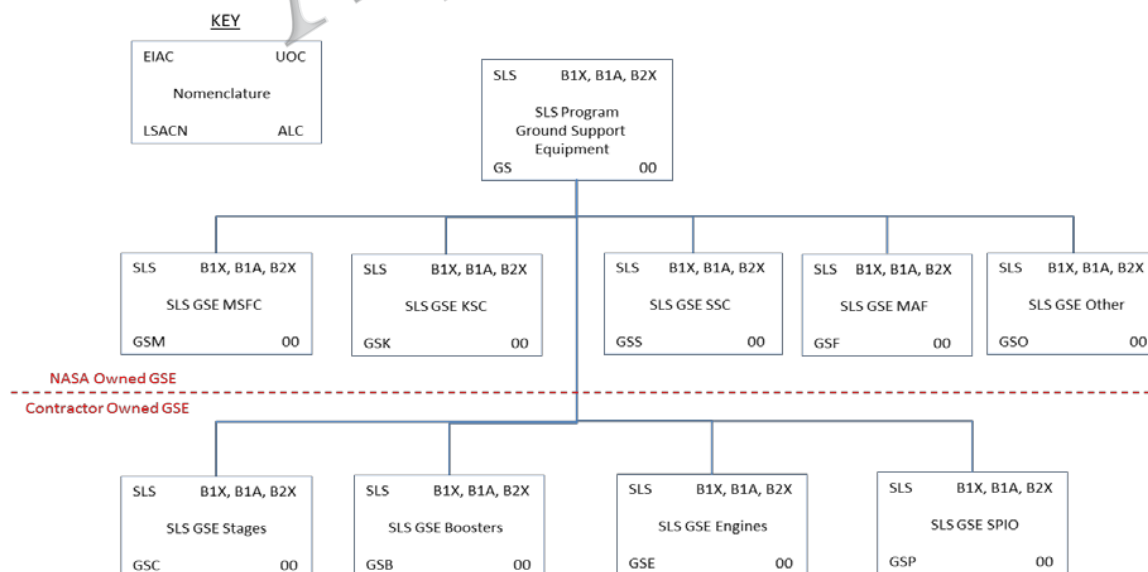 KEY
EIAC UOC
Nomenclature
LSACN ALC
SLS B1X, B1A, B2X
SLS Program
Ground Support
Equipment
GS 00
SLS B1X, B1A, B2X
SLS GSE MSFC
GSM 00
SLS B1X, B1A, B2X
SLS GSE KSC
GSK 00
SLS B1X, B1A, B2X
SLS GSE SSC
GSS 00
SLS B1X, B1A, B2X
SLS GSE MAF
GSF 00
SLS B1X, B1A, B2X
SLS GSE Other
GSO 00
NASA Owned GSE
Contractor Owned GSE
SLS B1X, B1A, B2X
SLS GSE Stages
GSC 00
SLS B1X, B1A, B2X
SLS GSE Boosters
GSB 00
SLS B1X, B1A, B2X
SLS GSE Engines
GSE 00
SLS B1X, B1A, B2X
SLS GSE SPIO
GSP 00